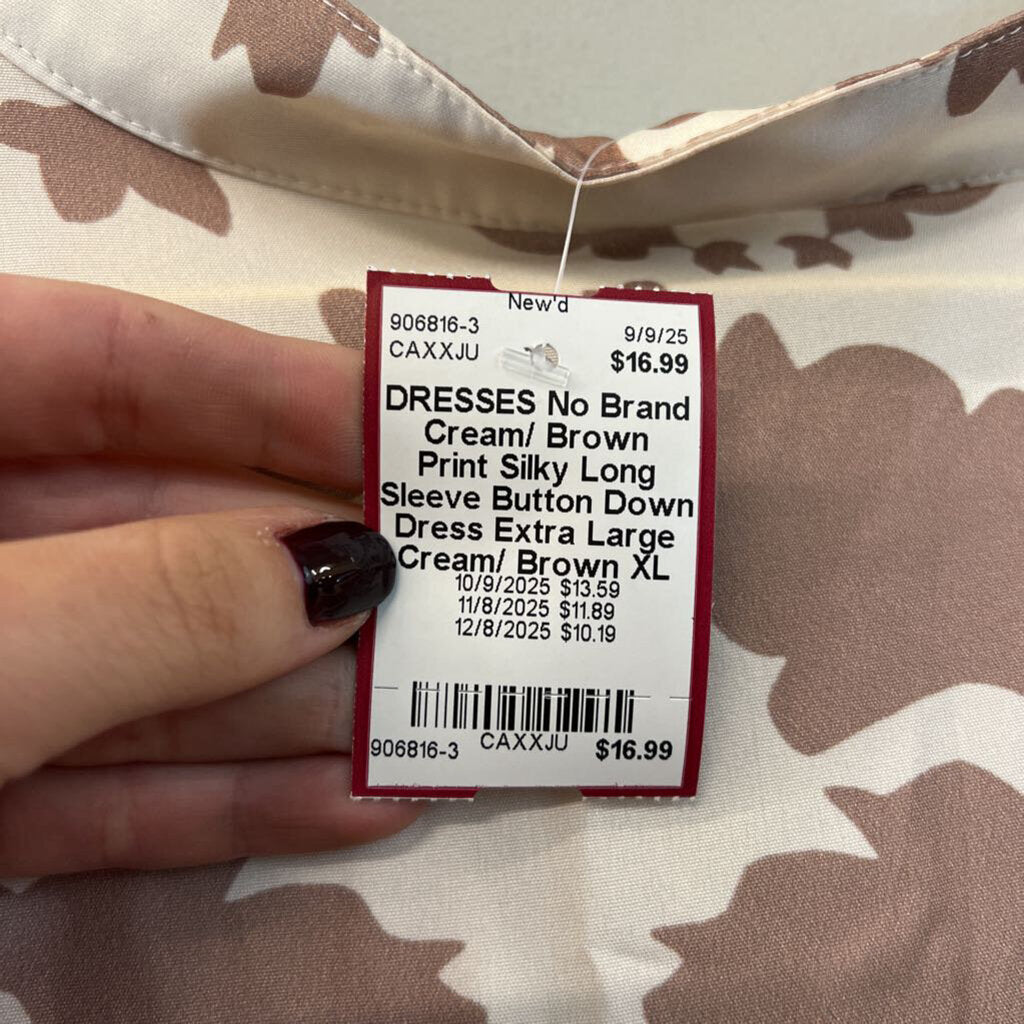 New'd
906816-3 9/9/25
CAXXJU $16.99
DRESSES No Brand
Cream/ Brown
Print Silky Long
Sleeve Button Down
Dress Extra Large
Cream/ Brown XL
10/9/2025 $13.59
11/8/2025 $11.89
12/8/2025 $10.19
906816-3 CAXXJU $16.99